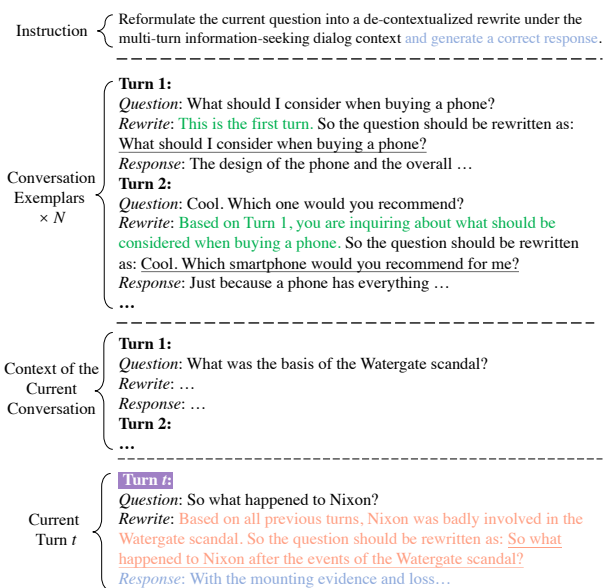 Instruction
Reformulate the current question into a de-contextualized rewrite under the
multi-turn information-seeking dialog context and generate a correct response.
Conversation
Exemplars
× N
Turn 1:
Question: What should I consider when buying a phone?
Rewrite: This is the first turn. So the question should be rewritten as:
What should I consider when buying a phone?
Response: The design of the phone and the overall …
Turn 2:
Question: Cool. Which one would you recommend?
Rewrite: Based on Turn 1, you are inquiring about what should be
considered when buying a phone. So the question should be rewritten
as: Cool. Which smartphone would you recommend for me?
Response: Just because a phone has everything …
…
Context of the
Current
Conversation
Turn 1:
Question: What was the basis of the Watergate scandal?
Rewrite: …
Response: …
Turn 2:
…
Current
Turn t
Turn t:
Question: So what happened to Nixon?
Rewrite: Based on all previous turns, Nixon was badly involved in the
Watergate scandal. So the question should be rewritten as: So what
happened to Nixon after the events of the Watergate scandal?
Response: With the mounting evidence and loss…